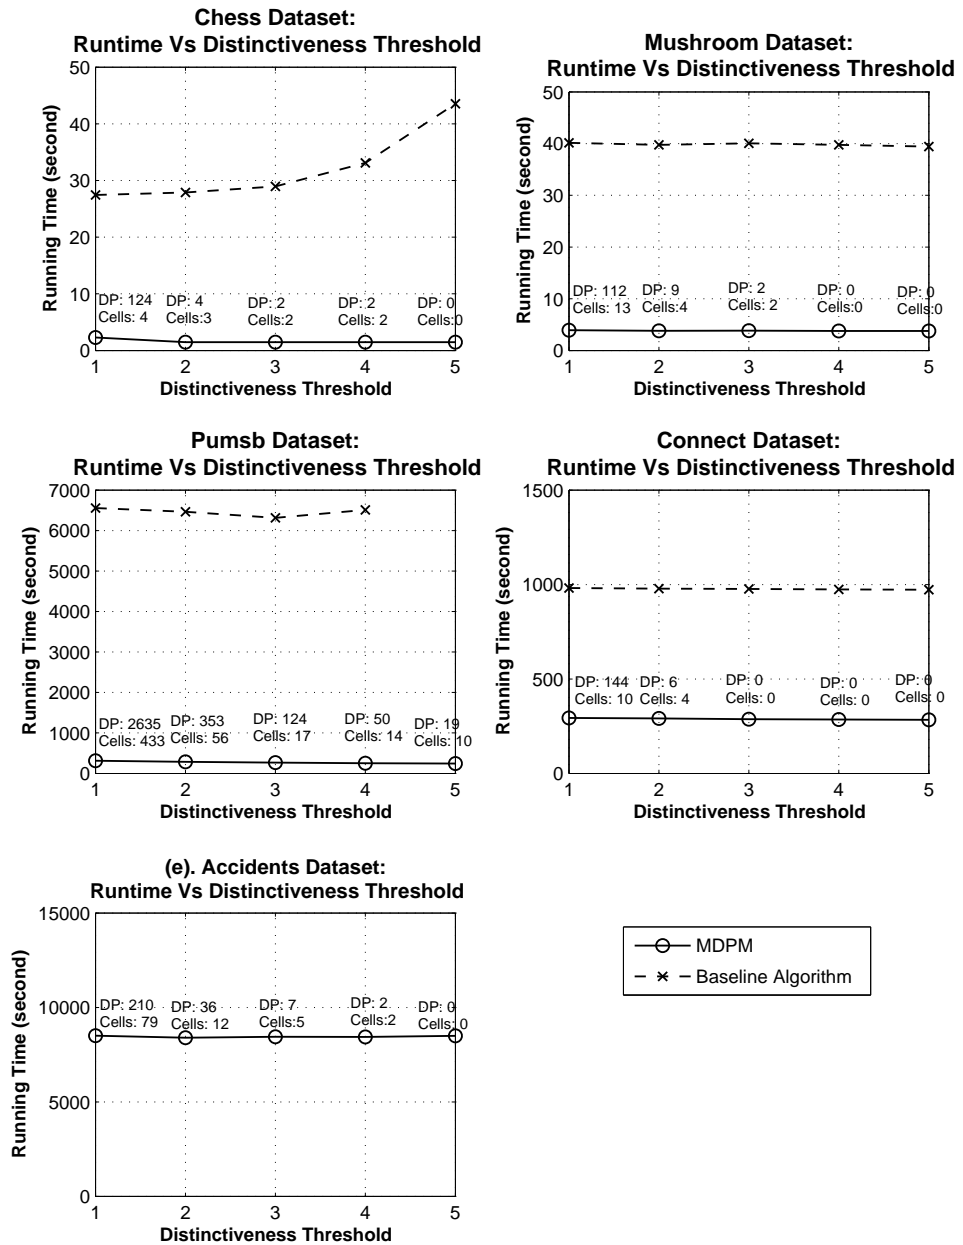 Chess Dataset:
Runtime Vs Distinctiveness Threshold
50
40
30
20
10
0
Running Time (second)
DP: 124
Cells: 4
DP: 4
Cells:3
DP: 2
Cells:2
DP: 2
Cells: 2
DP: 0
Cells:0
1 2 3 4 5
Distinctiveness Threshold
Mushroom Dataset:
Runtime Vs Distinctiveness Threshold
50
40
30
20
10
0
Running Time (second)
DP: 112
Cells: 13
DP: 9
Cells:4
DP: 2
Cells: 2
DP: 0
Cells:0
DP: 0
Cells:0
1 2 3 4 5
Distinctiveness Threshold
Pumsb Dataset:
Runtime Vs Distinctiveness Threshold
7000
6000
5000
4000
3000
2000
1000
0
Running Time (second)
DP: 2635
Cells: 433
DP: 353
Cells: 56
DP: 124
Cells: 17
DP: 50
Cells: 14
DP: 19
Cells: 10
1 2 3 4 5
Distinctiveness Threshold
Connect Dataset:
Runtime Vs Distinctiveness Threshold
1500
1000
500
0
Running Time (second)
DP: 144
Cells: 10
DP: 6
Cells: 4
DP: 0
Cells: 0
DP: 0
Cells: 0
DP: 0
Cells: 0
1 2 3 4 5
Distinctiveness Threshold
(e). Accidents Dataset:
Runtime Vs Distinctiveness Threshold
15000
10000
5000
0
Running Time (second)
DP: 210
Cells: 79
DP: 36
Cells: 12
DP: 7
Cells:5
DP: 2
Cells:2
DP: 0
Cells: 0
1 2 3 4 5
Distinctiveness Threshold
MDPM
Baseline Algorithm